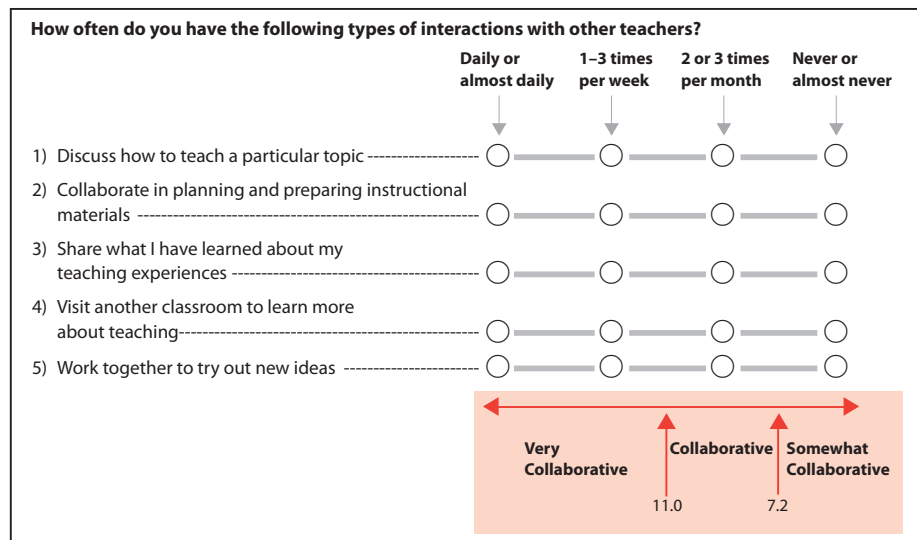 How often do you have the following types of interactions with other teachers?
Daily or almost daily
1–3 times per week
2 or 3 times per month
Never or almost never
1) Discuss how to teach a particular topic
2) Collaborate in planning and preparing instructional
materials
3) Share what I have learned about my
teaching experiences
4) Visit another classroom to learn more
about teaching
5) Work together to try out new ideas
Very Collaborative
Collaborative
Somewhat Collaborative
11.0
7.2